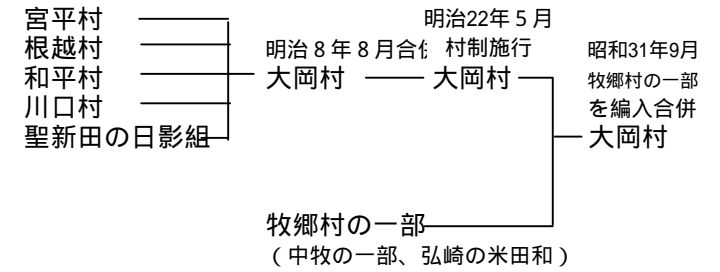 宮平村
根越村
和平村
川口村
聖新田の日影組
明治８年８月合併
大岡村
明治22年５月
村制施行
大岡村
昭和31年9月
牧郷村の一部
を編入合併
大岡村
牧郷村の一部
（中牧の一部、弘崎の米田和）